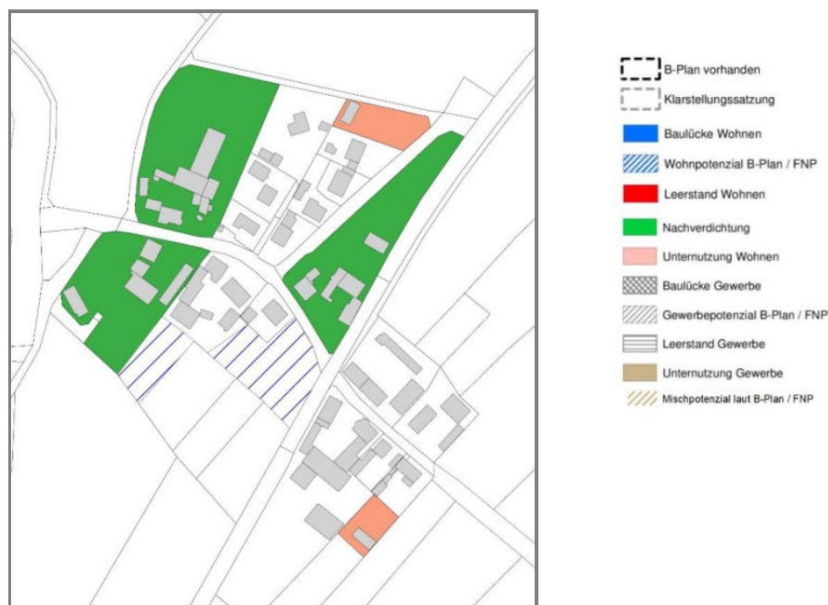 B-Plan vorhanden
Klarstellungssatzung
Baulücke Wohnen
Wohnpotenzial B-Plan / FNP
Leerstand Wohnen
Nachverdichtung
Unternutzung Wohnen
Baulücke Gewerbe
Gewerbepotenzial B-Plan / FNP
Leerstand Gewerbe
Unternutzung Gewerbe
Mischpotenzial laut B-Plan / FNP